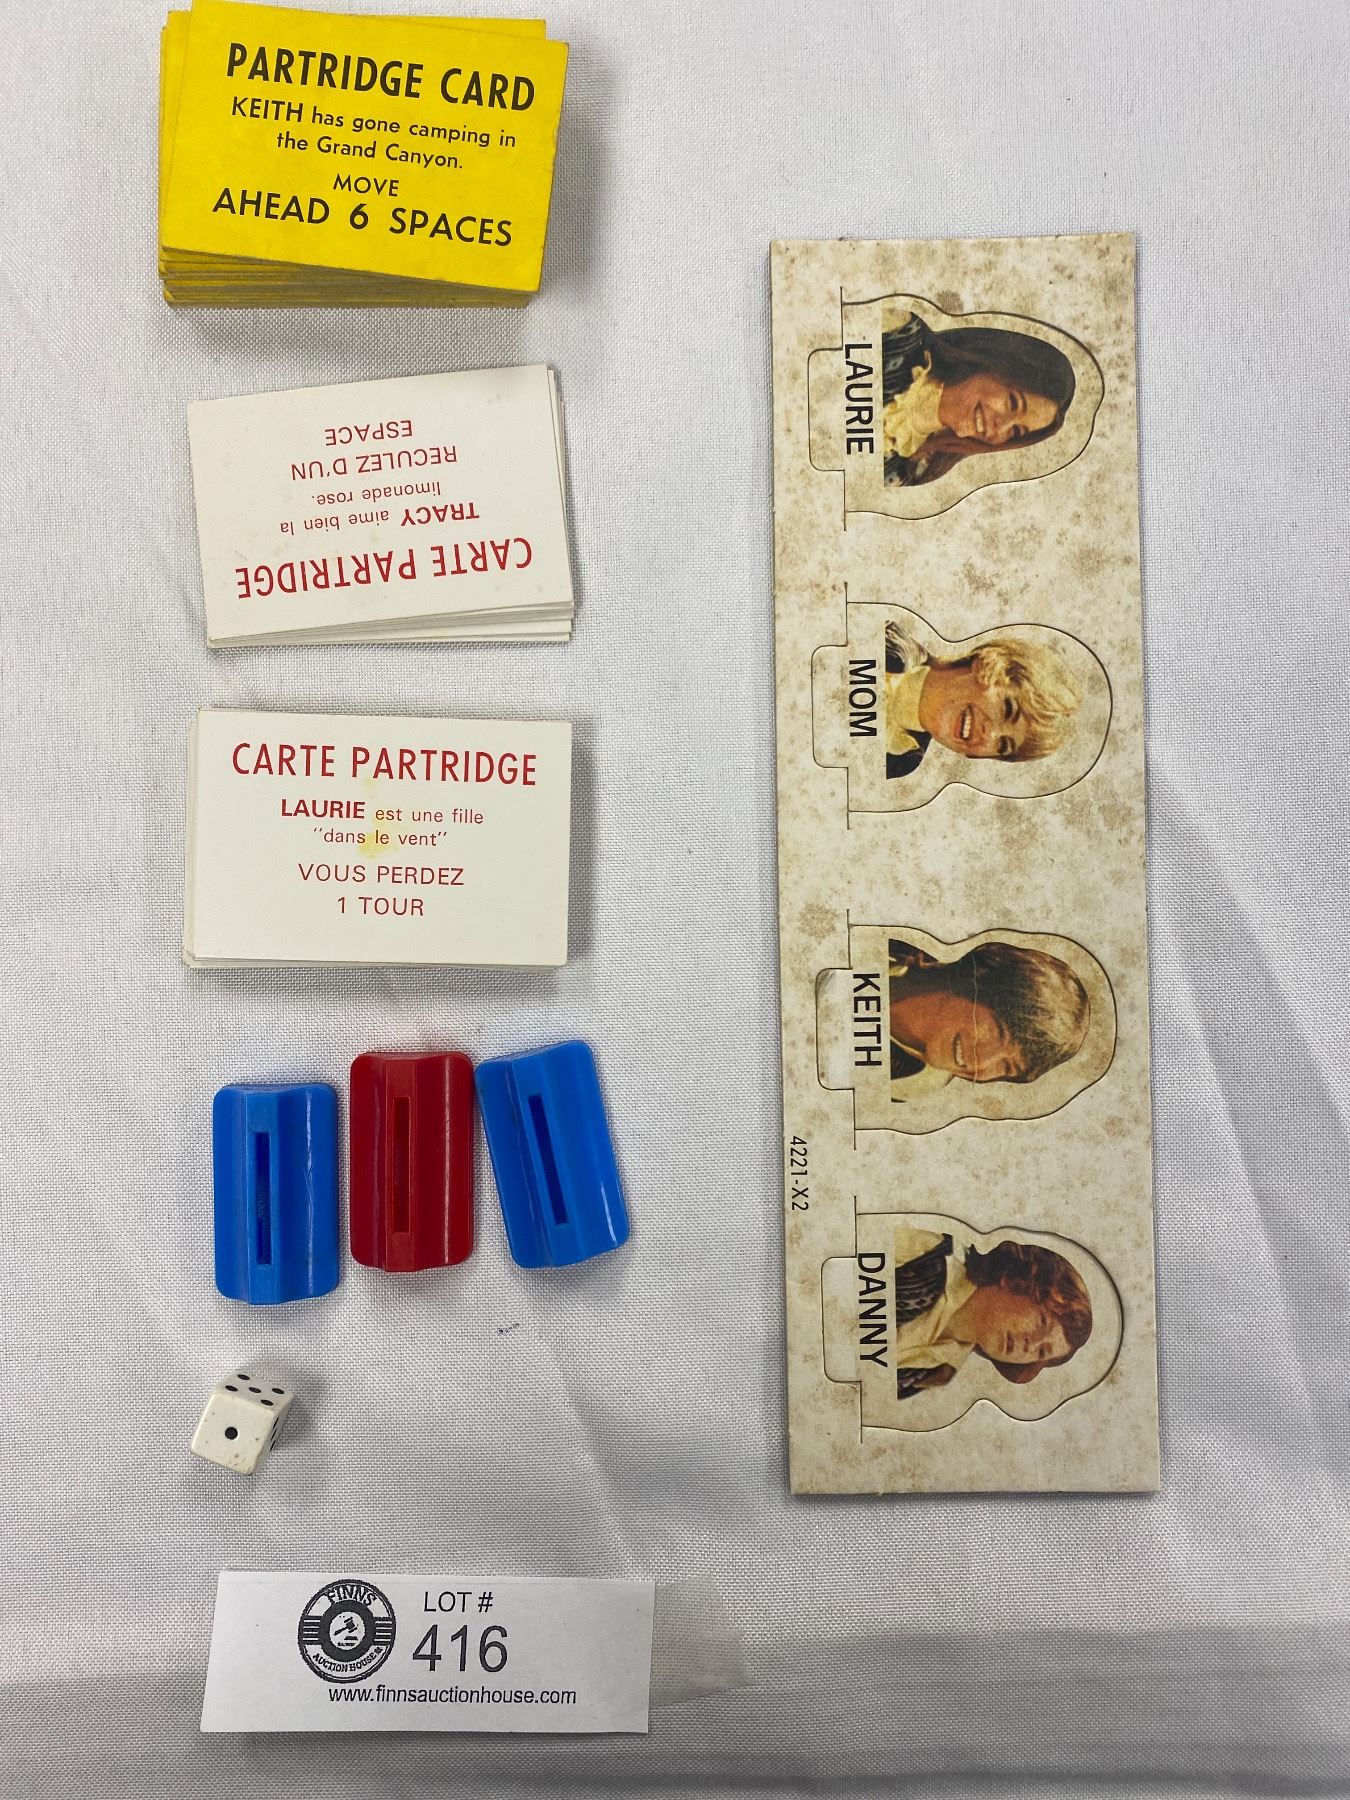 PARTRIDGE CARD
KEITH has gone camping in
the Grand Canyon.
MOVE
AHEAD 6 SPACES
CARTE PARTRIDGE
TRACY aime bien la
limonade rose.
RECULEZ D'UN
ESPACE
CARTE PARTRIDGE
LAURIE est une fille
"dans le vent"
VOUS PERDEZ
1 TOUR
LAURIE
MOM
KEITH
DANNY
4221-X2
FINNS
AUCTION HOUSE
LOT #
416
www.finnsauctionhouse.com